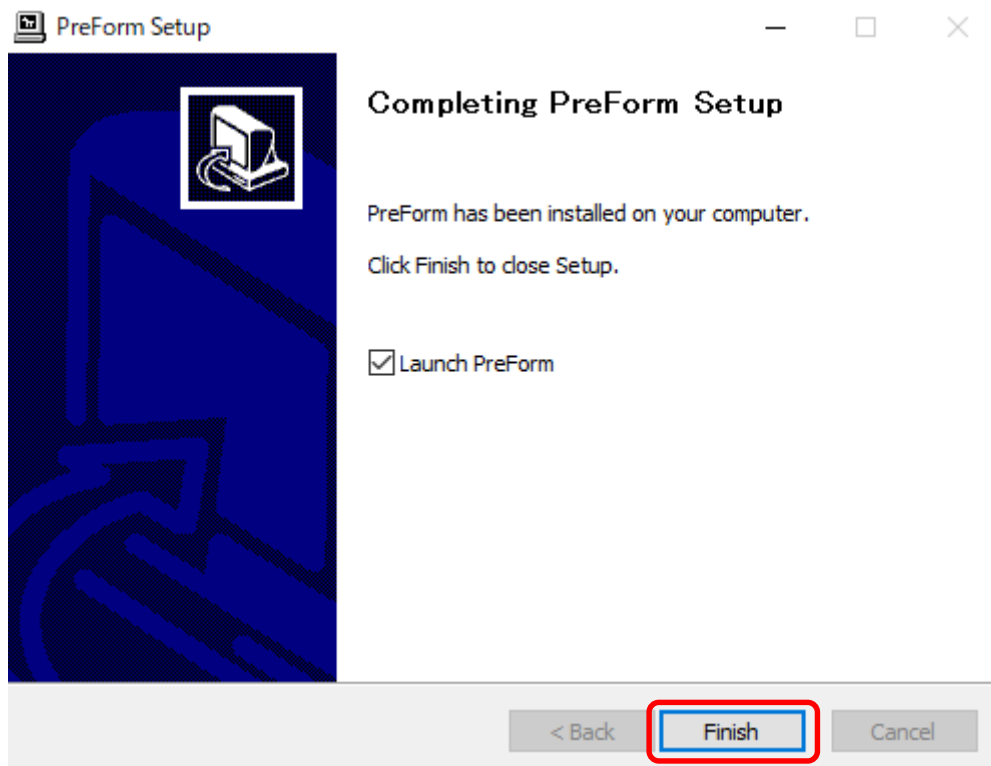 PreForm Setup
Completing PreForm Setup
PreForm has been installed on your computer.
Click Finish to close Setup.
Launch PreForm
< Back
Finish
Cancel